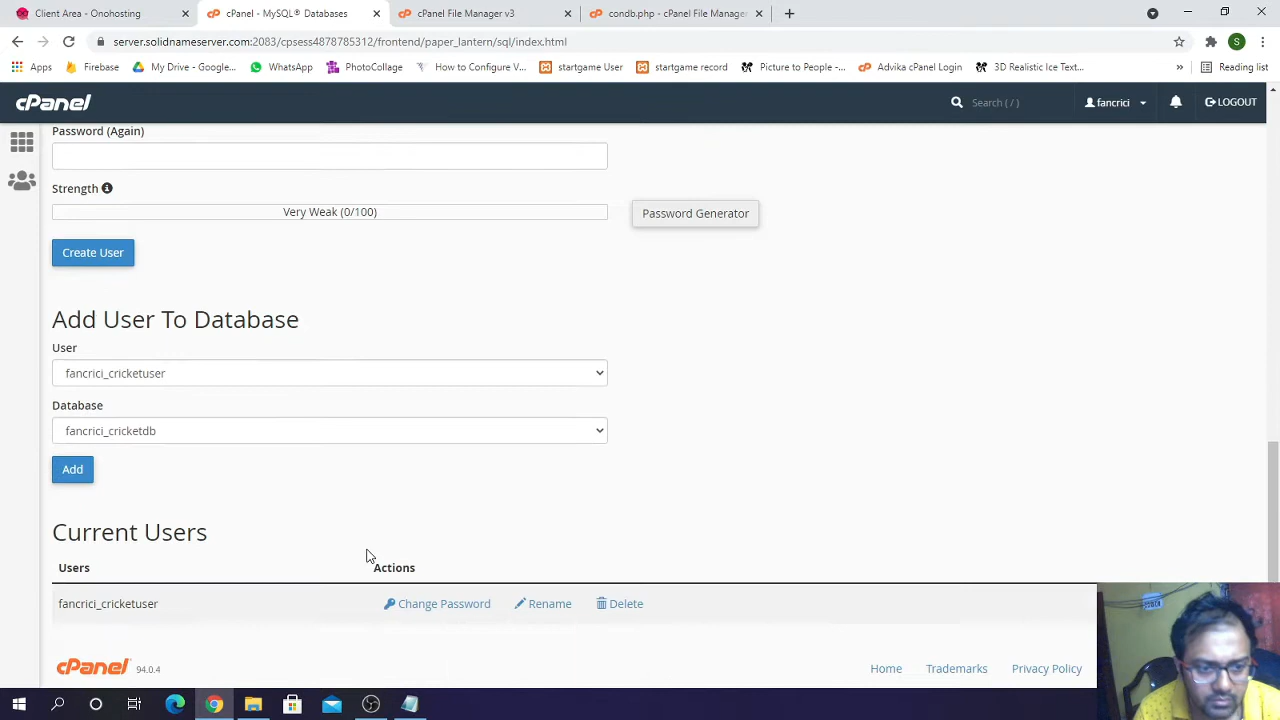 Client Area - Onohosting
cPanel - MySQL® Databases
cPanel File Manager v3
condb.php - cPanel File Manager
server.solidnameserver.com:2083/cpsess4878785312/frontend/paper_lantern/sql/index.html
Apps
Firebase
My Drive - Google...
WhatsApp
PhotoCollage
How to Configure V...
startgame User
startgame record
Picture to People -...
Advika cPanel Login
3D Realistic Ice Text...
»
Reading list
S
cPanel
Search ( / )
fancrici
LOGOUT
Password (Again)
Strength
Very Weak (0/100)
Password Generator
Create User
Add User To Database
User
fancrici_cricketuser
Database
fancrici_cricketdb
Add
Current Users
Users Actions
fancrici_cricketuser Change Password Rename Delete
cPanel 94.0.4 Home Trademarks Privacy Policy